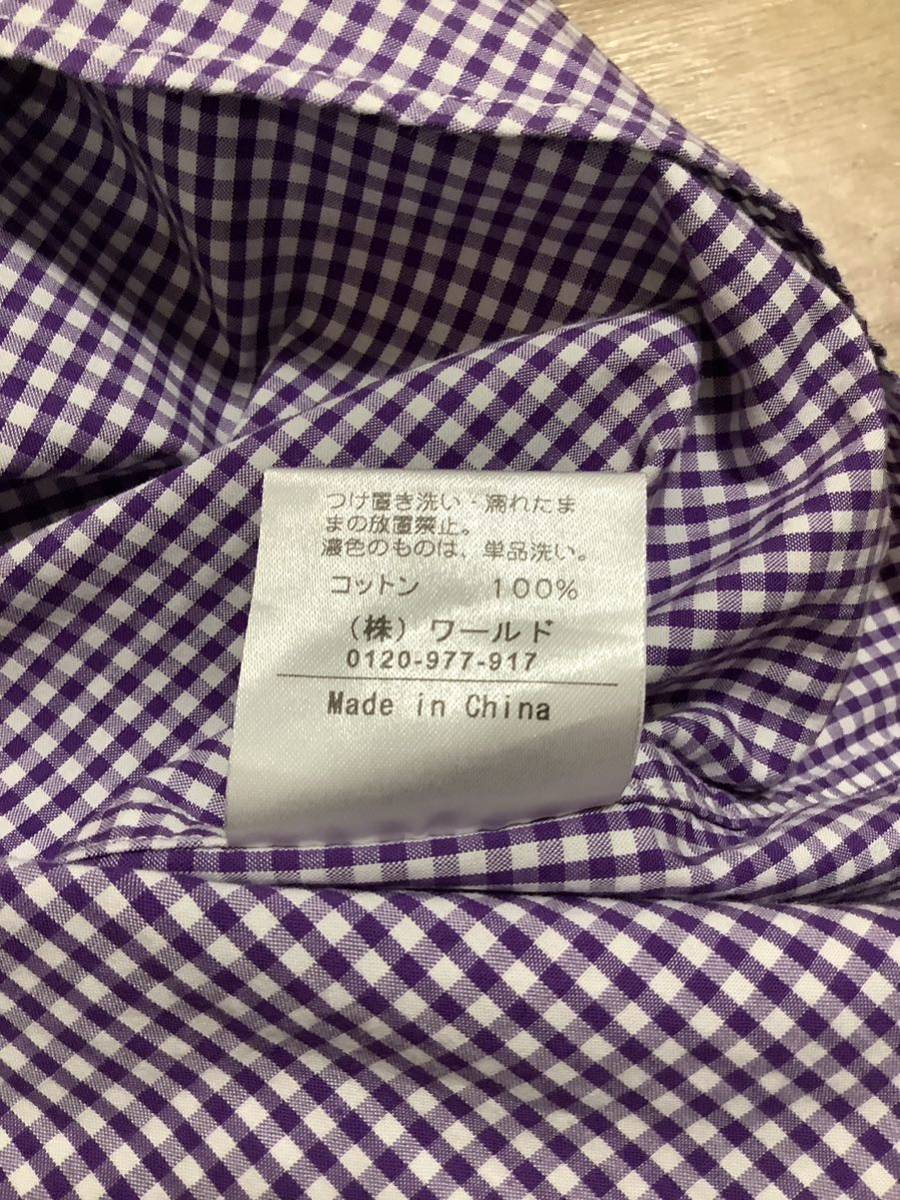 つけ置き洗い・濡れたま
まの放置禁止。
濃色のものは、単品洗い。
コットン 100%
(株) ワールド
0120-977-917
Made in China